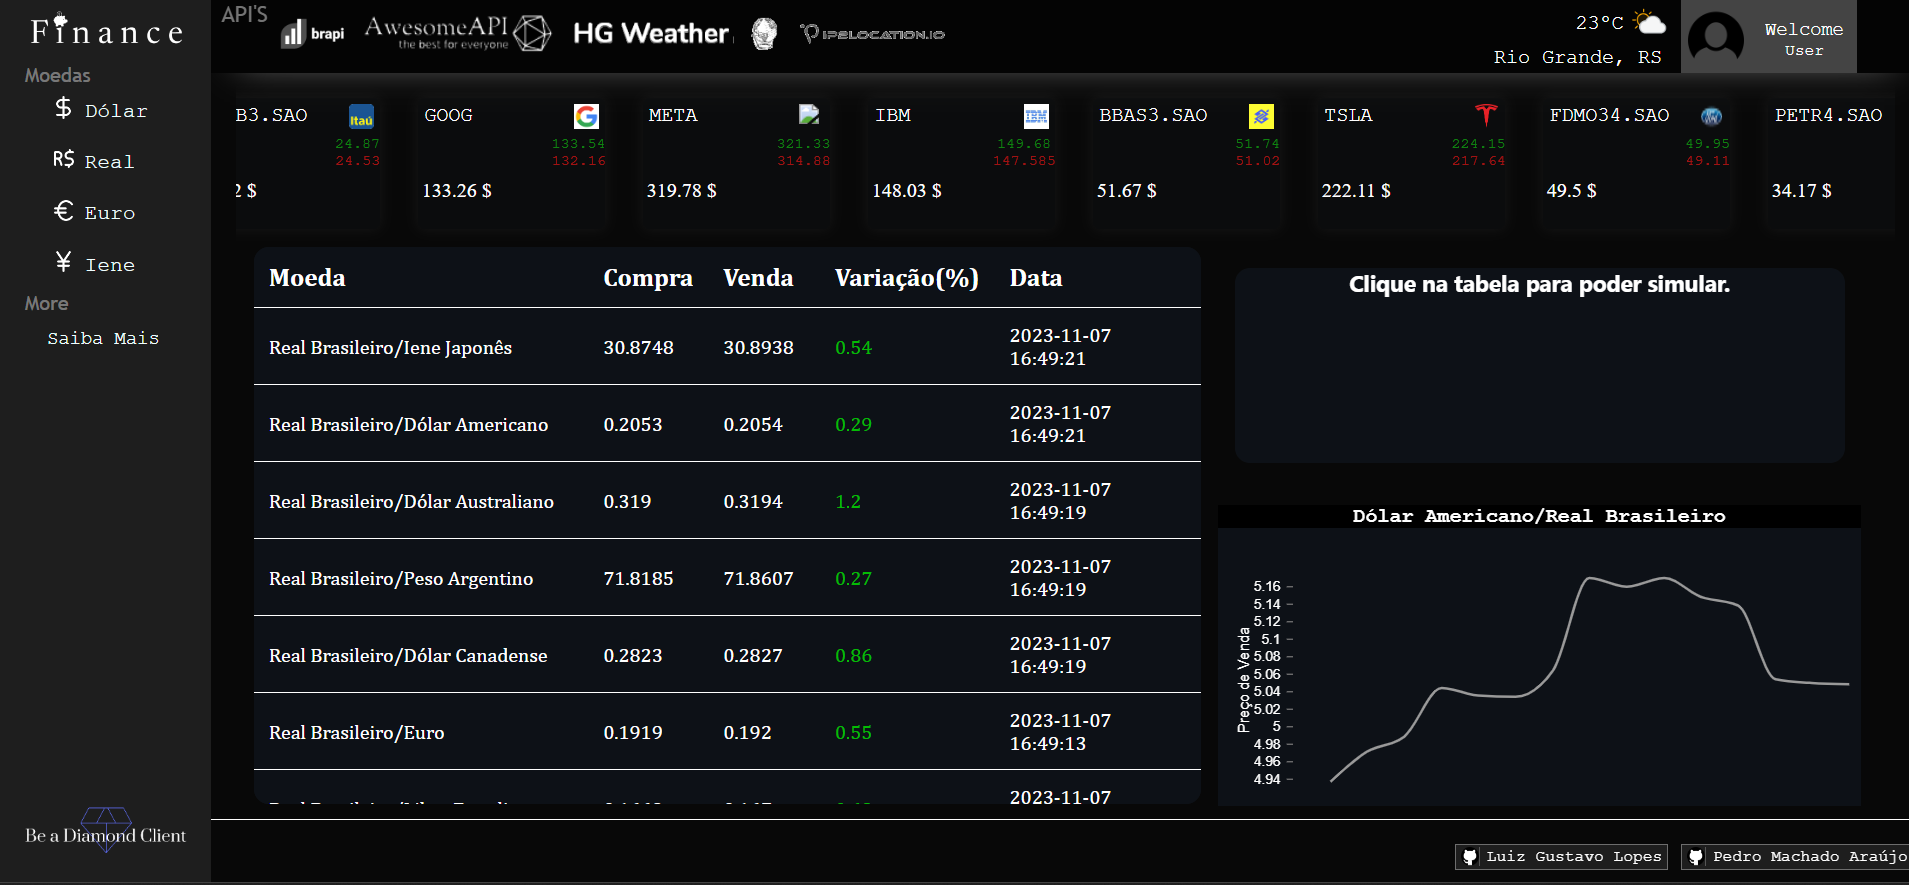 Finance
API'S
brapi
AwesomeAPI
the best for everyone
HG Weather
IPGLOCATION.IO
23ºC
Rio Grande, RS
Welcome
User
Moedas
$ Dólar
R$ Real
€ Euro
¥ Iene
More
Saiba Mais
Be a Diamond Client
B3.SAO
Itaú
24.87
24.53
2 $
GOOG
G
133.54
132.16
133.26 $
META
321.33
314.88
319.78 $
IBM
IBM
149.68
147.585
148.03 $
BBAS3.SAO
51.74
51.02
51.67 $
TSLA
224.15
217.64
222.11 $
FDMO34.SAO
49.95
49.11
49.5 $
PETR4.SAO
34.17 $
Moeda Compra Venda Variação(%) Data
Real Brasileiro/Iene Japonês 30.8748 30.8938 0.54 2023-11-07
16:49:21
Real Brasileiro/Dólar Americano 0.2053 0.2054 0.29 2023-11-07
16:49:21
Real Brasileiro/Dólar Australiano 0.319 0.3194 1.2 2023-11-07
16:49:19
Real Brasileiro/Peso Argentino 71.8185 71.8607 0.27 2023-11-07
16:49:19
Real Brasileiro/Dólar Canadense 0.2823 0.2827 0.86 2023-11-07
16:49:19
Real Brasileiro/Euro 0.1919 0.192 0.55 2023-11-07
16:49:13
2023-11-07
Clique na tabela para poder simular.
Dólar Americano/Real Brasileiro
Preço de Venda
5.16
5.14
5.12
5.1
5.08
5.06
5.04
5.02
5
4.98
4.96
4.94
Luiz Gustavo Lopes
Pedro Machado Araújo